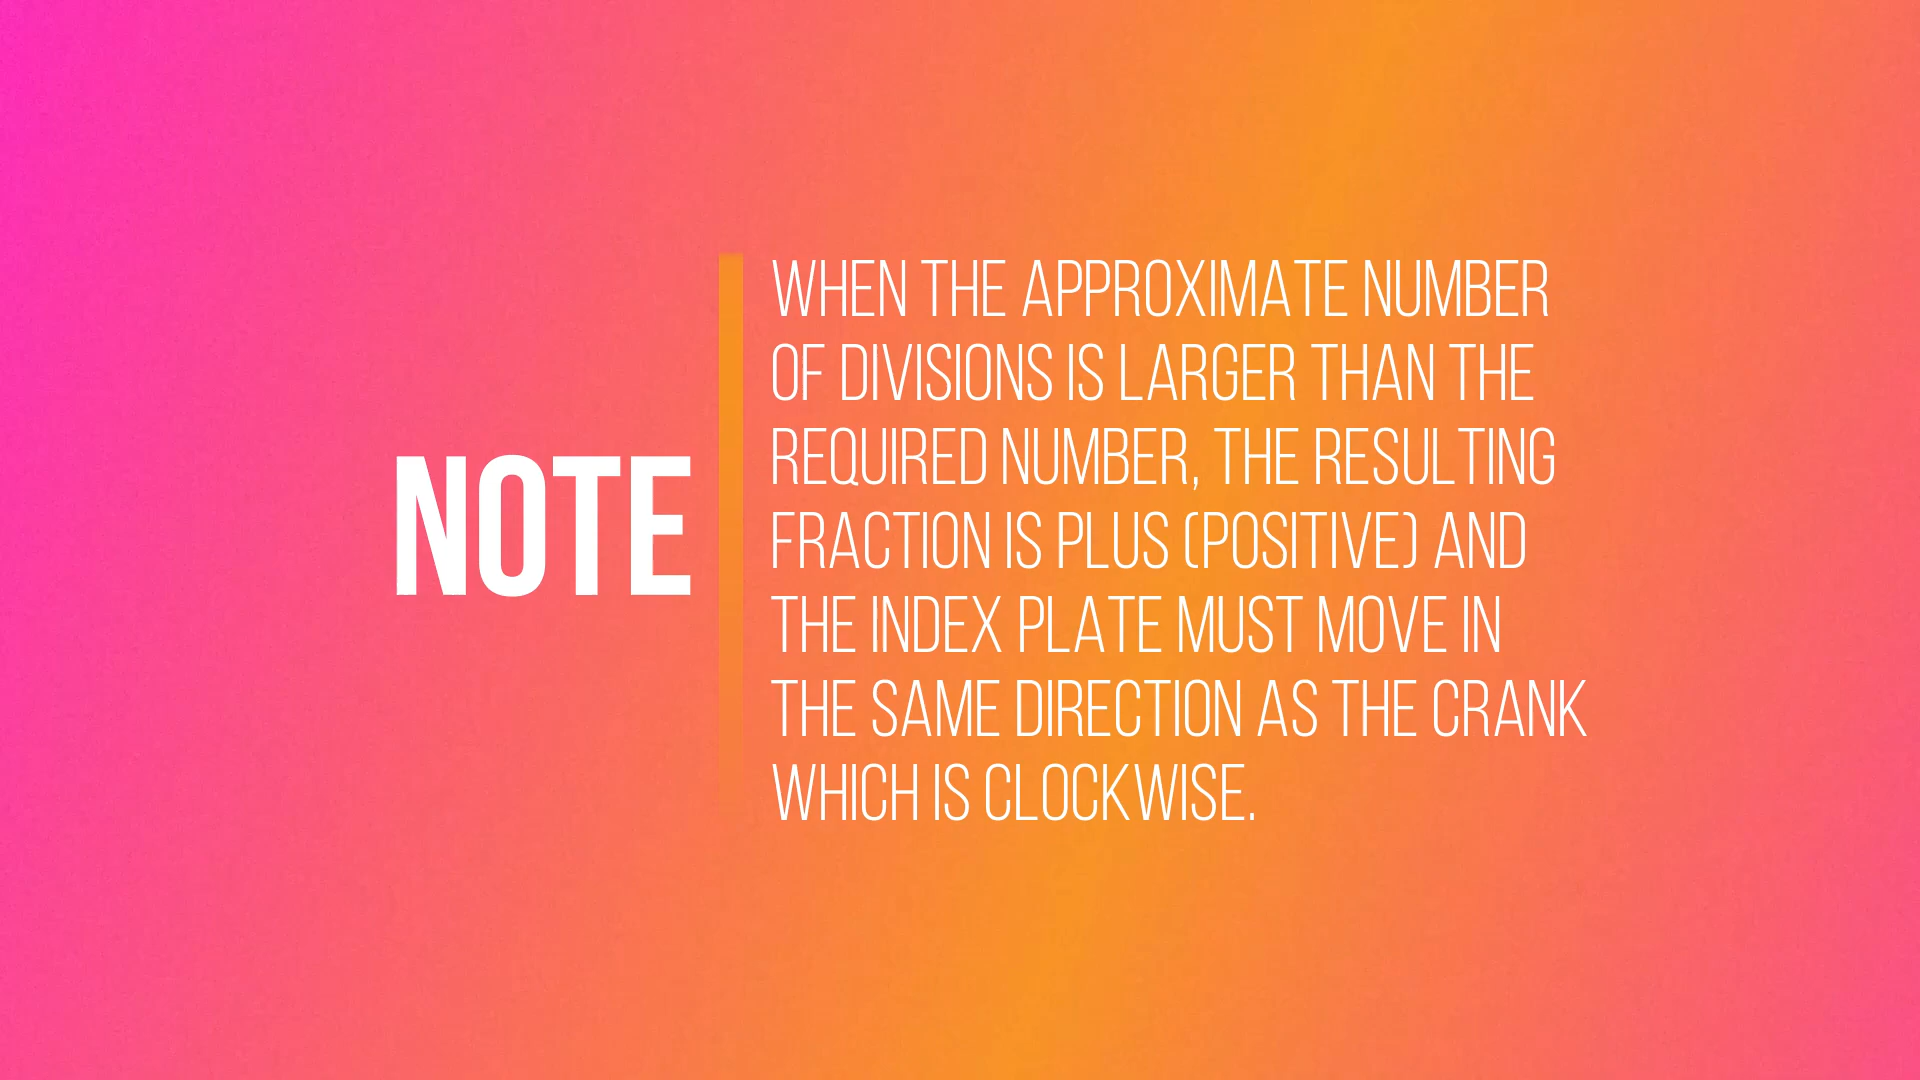 NOTE
WHEN THE APPROXIMATE NUMBER
OF DIVISIONS IS LARGER THAN THE
REQUIRED NUMBER, THE RESULTING
FRACTION IS PLUS (POSITIVE) AND
THE INDEX PLATE MUST MOVE IN
THE SAME DIRECTION AS THE CRANK
WHICH IS CLOCKWISE.